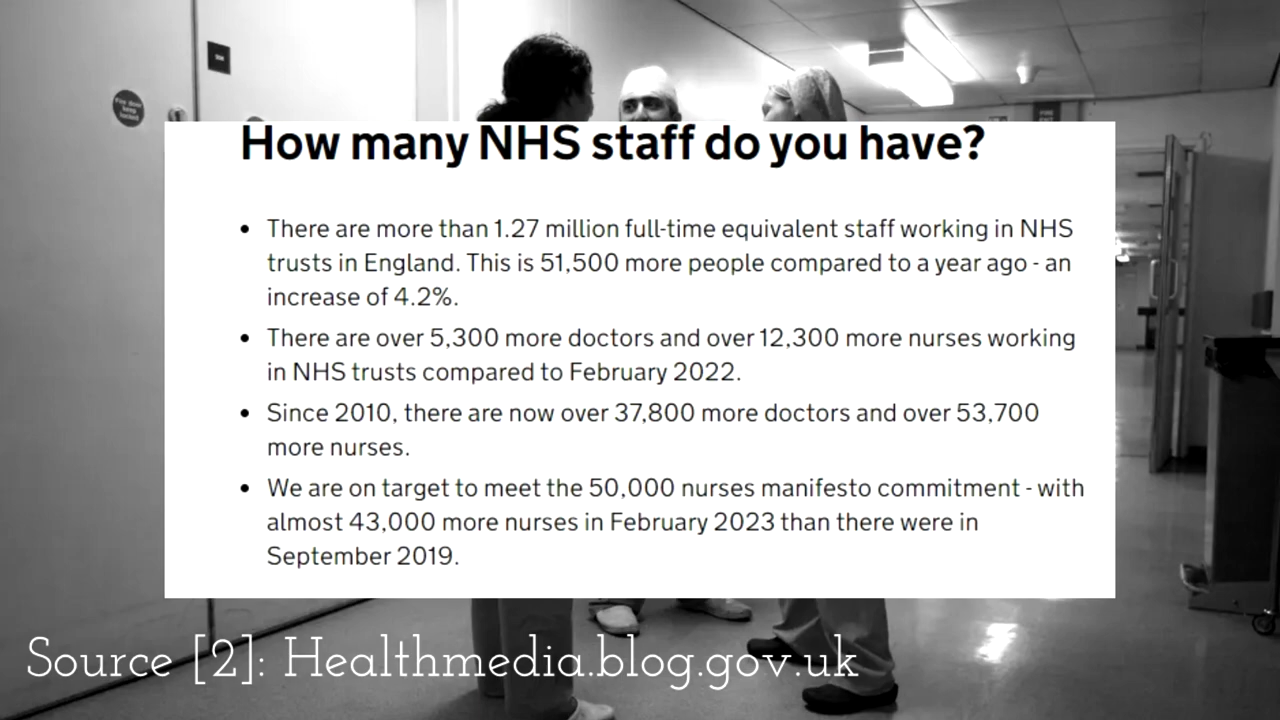 Fire door
keep
locked
How many NHS staff do you have?
There are more than 1.27 million full-time equivalent staff working in NHS
trusts in England. This is 51,500 more people compared to a year ago - an
increase of 4.2%.
There are over 5,300 more doctors and over 12,300 more nurses working
in NHS trusts compared to February 2022.
Since 2010, there are now over 37,800 more doctors and over 53,700
more nurses.
We are on target to meet the 50,000 nurses manifesto commitment - with
almost 43,000 more nurses in February 2023 than there were in
September 2019.
Source [2]: Healthmedia.blog.gov.uk